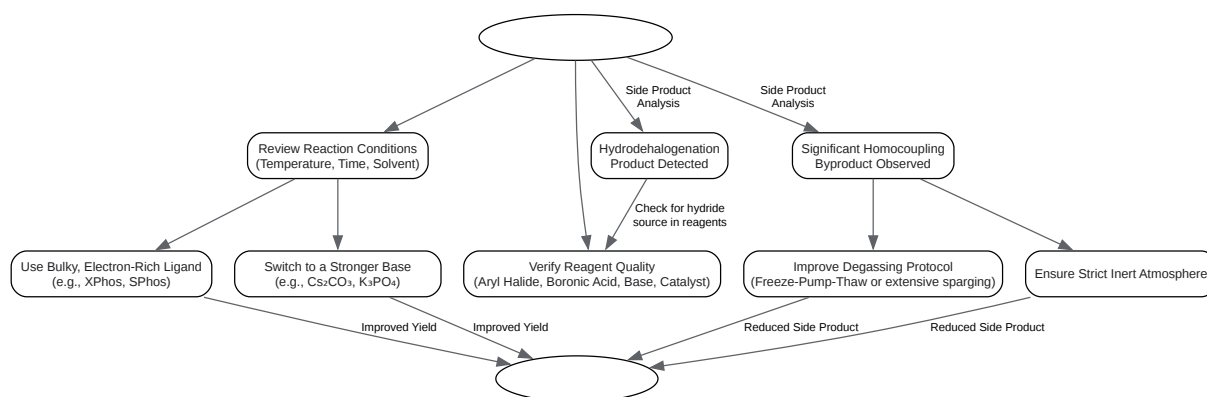 Side Product
Analysis
Side Product
Analysis
Review Reaction Conditions
(Temperature, Time, Solvent)
Hydrodehalogenation
Product Detected
Significant Homocoupling
Byproduct Observed
Check for hydride
source in reagents
Use Bulky, Electron-Rich Ligand
(e.g., XPhos, SPhos)
Switch to a Stronger Base
(e.g., Cs₂CO₃, K₃PO₄)
Verify Reagent Quality
(Aryl Halide, Boronic Acid, Base, Catalyst)
Improve Degassing Protocol
(Freeze-Pump-Thaw or extensive sparging)
Ensure Strict Inert Atmosphere
Improved Yield
Improved Yield
Reduced Side Product
Reduced Side Product